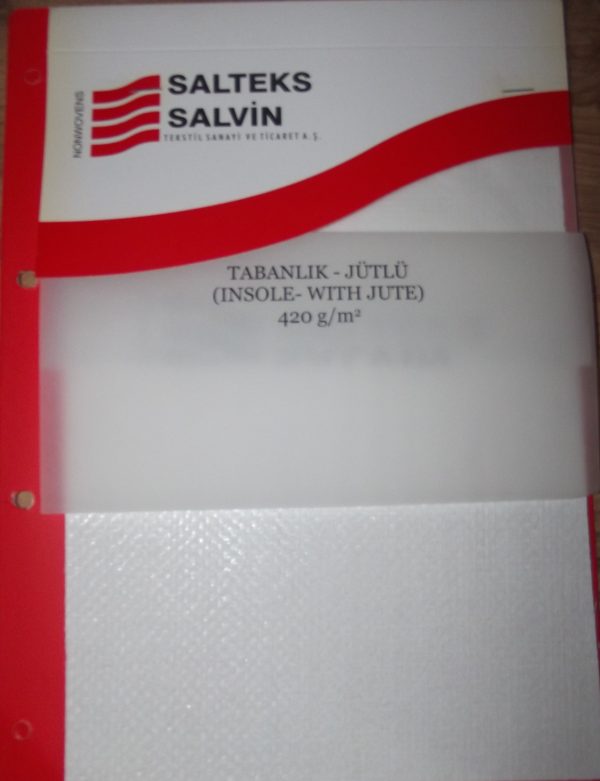 NONWOVENS
SALTEKS
SALVİN
TEKSTİL SANAYİ VE TİCARET A.Ş.
TABANLIK - JÜTLÜ
(INSOLE- WITH JUTE)
420 g/m²